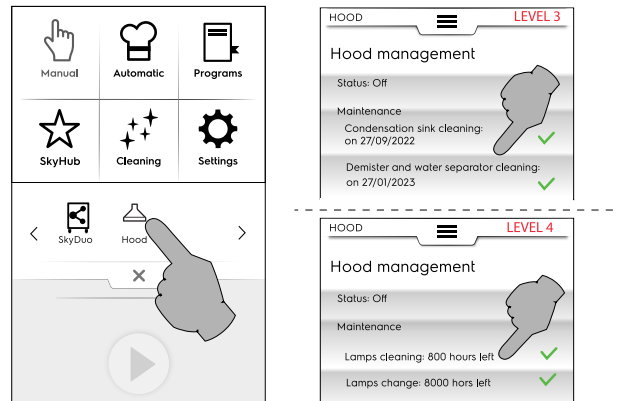 Manual Automatic Programs
SkyHub Cleaning Settings
SkyDuo Hood
HOOD LEVEL 3
Hood management
Status: Off
Maintenance
Condensation sink cleaning:
on 27/09/2022
Demister and water separator cleaning:
on 27/01/2023
HOOD LEVEL 4
Hood management
Status: Off
Maintenance
Lamps cleaning: 800 hours left
Lamps change: 8000 hors left